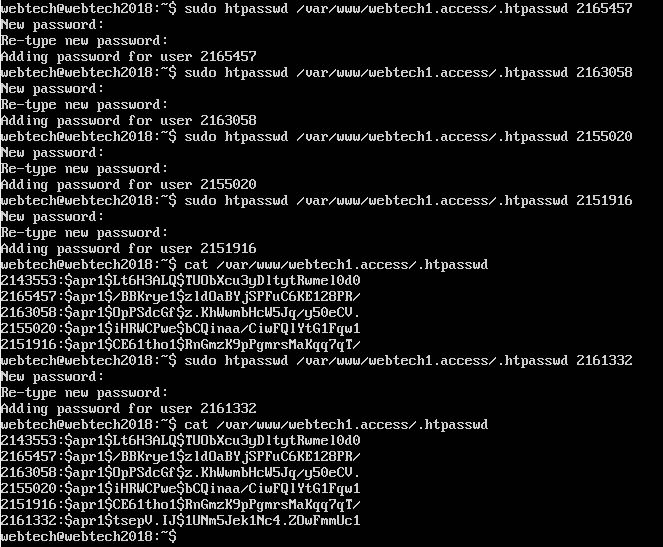 webtech@webtech2018:~$ sudo htpasswd /var/www/webtech1.access/.htpasswd 2165457
New password:
Re-type new password:
Adding password for user 2165457
webtech@webtech2018:~$ sudo htpasswd /var/www/webtech1.access/.htpasswd 2163058
New password:
Re-type new password:
Adding password for user 2163058
webtech@webtech2018:~$ sudo htpasswd /var/www/webtech1.access/.htpasswd 2155020
New password:
Re-type new password:
Adding password for user 2155020
webtech@webtech2018:~$ sudo htpasswd /var/www/webtech1.access/.htpasswd 2151916
New password:
Re-type new password:
Adding password for user 2151916
webtech@webtech2018:~$ cat /var/www/webtech1.access/.htpasswd
2143553:$apr1$Lt6H3ALQ$TUObXcu3yDltytRwmel0d0
2165457:$apr1$/BBKrye1$zldOaBYjSPFuC6KE128PR/
2163058:$apr1$OpPSdcGf$z.KhWumbHcW5Jq/y50eCV.
2155020:$apr1$iHRWCPwe$bCQinaa/CiwFQlYtG1Fqw1
2151916:$apr1$CE61tho1$RnGmzK9pPgmrsMaKqq7qT/
webtech@webtech2018:~$ sudo htpasswd /var/www/webtech1.access/.htpasswd 2161332
New password:
Re-type new password:
Adding password for user 2161332
webtech@webtech2018:~$ cat /var/www/webtech1.access/.htpasswd
2143553:$apr1$Lt6H3ALQ$TUObXcu3yDltytRwmel0d0
2165457:$apr1$/BBKrye1$zldOaBYjSPFuC6KE128PR/
2163058:$apr1$OpPSdcGf$z.KhWumbHcW5Jq/y50eCV.
2155020:$apr1$iHRWCPwe$bCQinaa/CiwFQlYtG1Fqw1
2151916:$apr1$CE61tho1$RnGmzK9pPgmrsMaKqq7qT/
2161332:$apr1$tsepV.IJ$1UNm5Jek1Nc4.2OwFmmUc1
webtech@webtech2018:~$